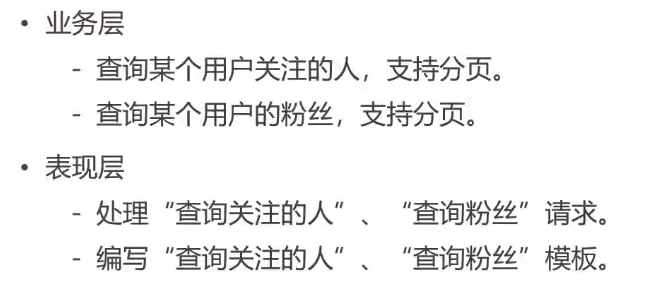 • 业务层
- 查询某个用户关注的人，支持分页。
- 查询某个用户的粉丝，支持分页。
• 表现层
- 处理“查询关注的人”、“查询粉丝”请求。
- 编写“查询关注的人”、“查询粉丝”模板。